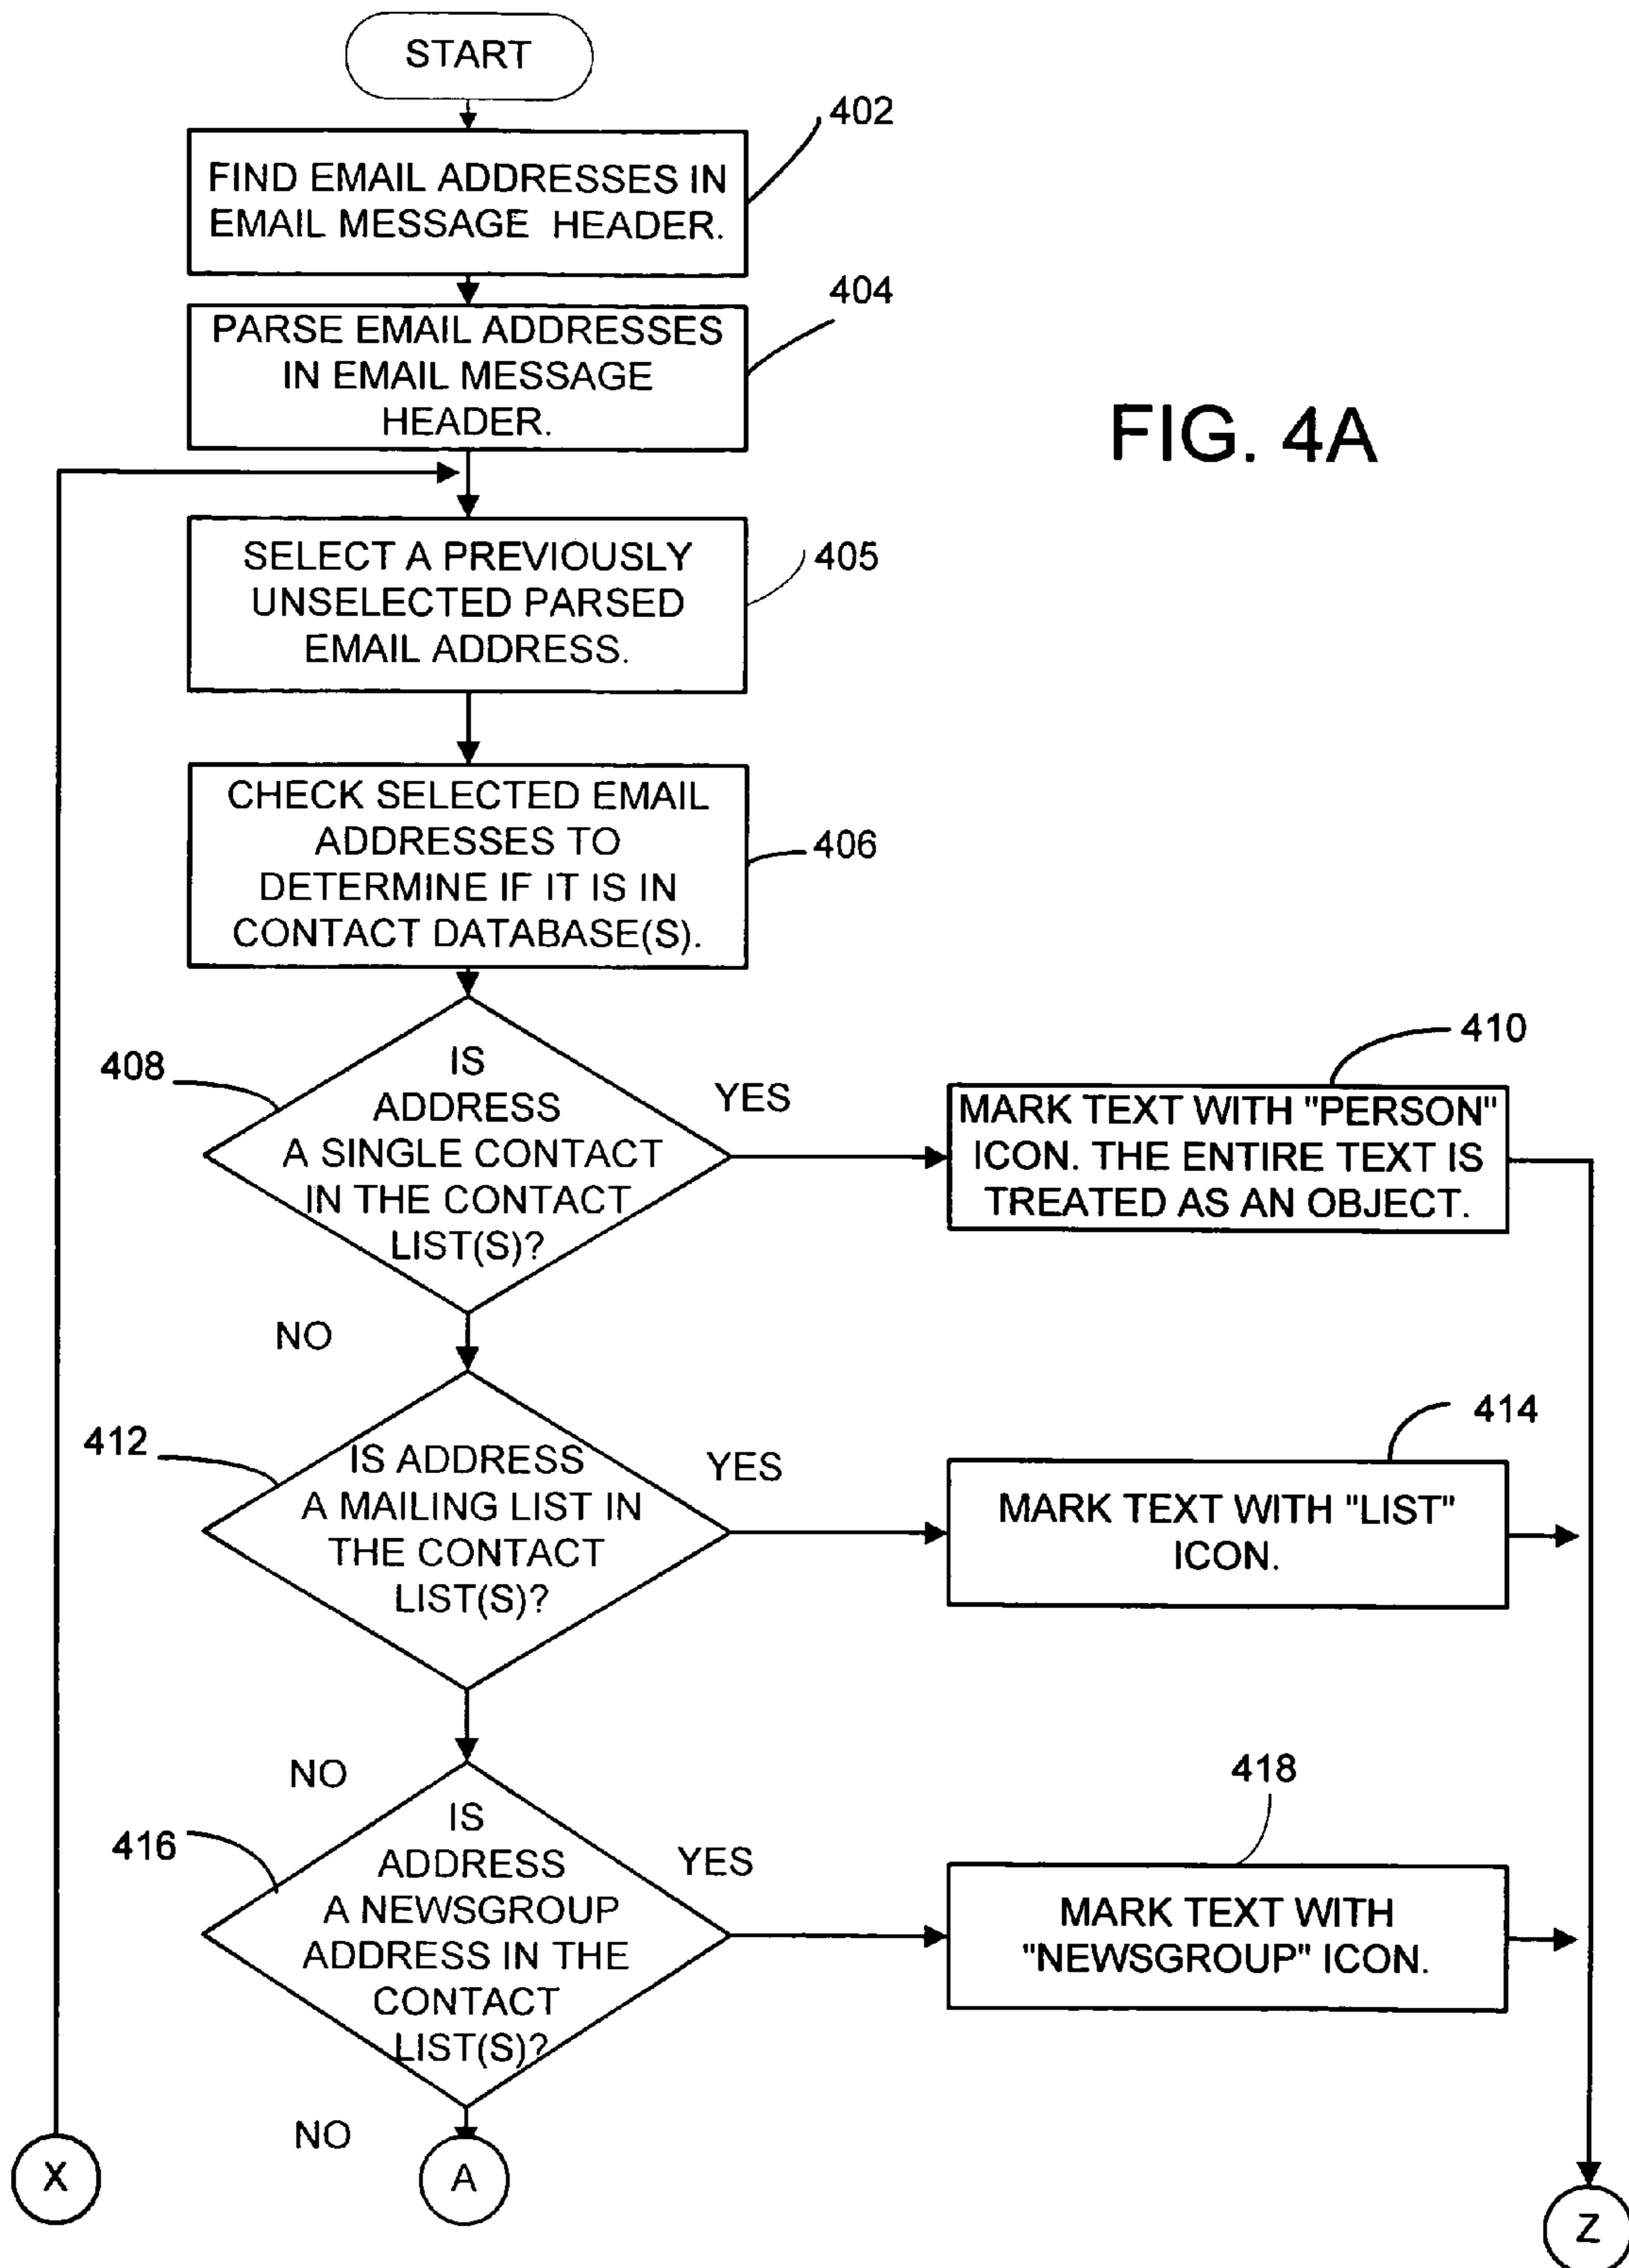 START
402
FIND EMAIL ADDRESSES IN
EMAIL MESSAGE HEADER.
404
PARSE EMAIL ADDRESSES
IN EMAIL MESSAGE
HEADER.
FIG. 4A
405
SELECT A PREVIOUSLY
UNSELECTED PARSED
EMAIL ADDRESS.
406
CHECK SELECTED EMAIL
ADDRESSES TO
DETERMINE IF IT IS IN
CONTACT DATABASE(S).
408
IS
ADDRESS
A SINGLE CONTACT
IN THE CONTACT
LIST(S)?
YES
410
MARK TEXT WITH "PERSON"
ICON. THE ENTIRE TEXT IS
TREATED AS AN OBJECT.
NO
412
IS ADDRESS
A MAILING LIST IN
THE CONTACT
LIST(S)?
YES
414
MARK TEXT WITH "LIST"
ICON.
NO
416
IS
ADDRESS
A NEWSGROUP
ADDRESS IN THE
CONTACT
LIST(S)?
YES
418
MARK TEXT WITH
"NEWSGROUP" ICON.
NO
X
A
Z